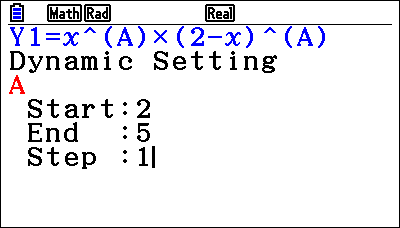 Math Rad Real
Y1=x^(A)×(2-x)^(A)
Dynamic Setting
A
Start:2
End :5
Step :1